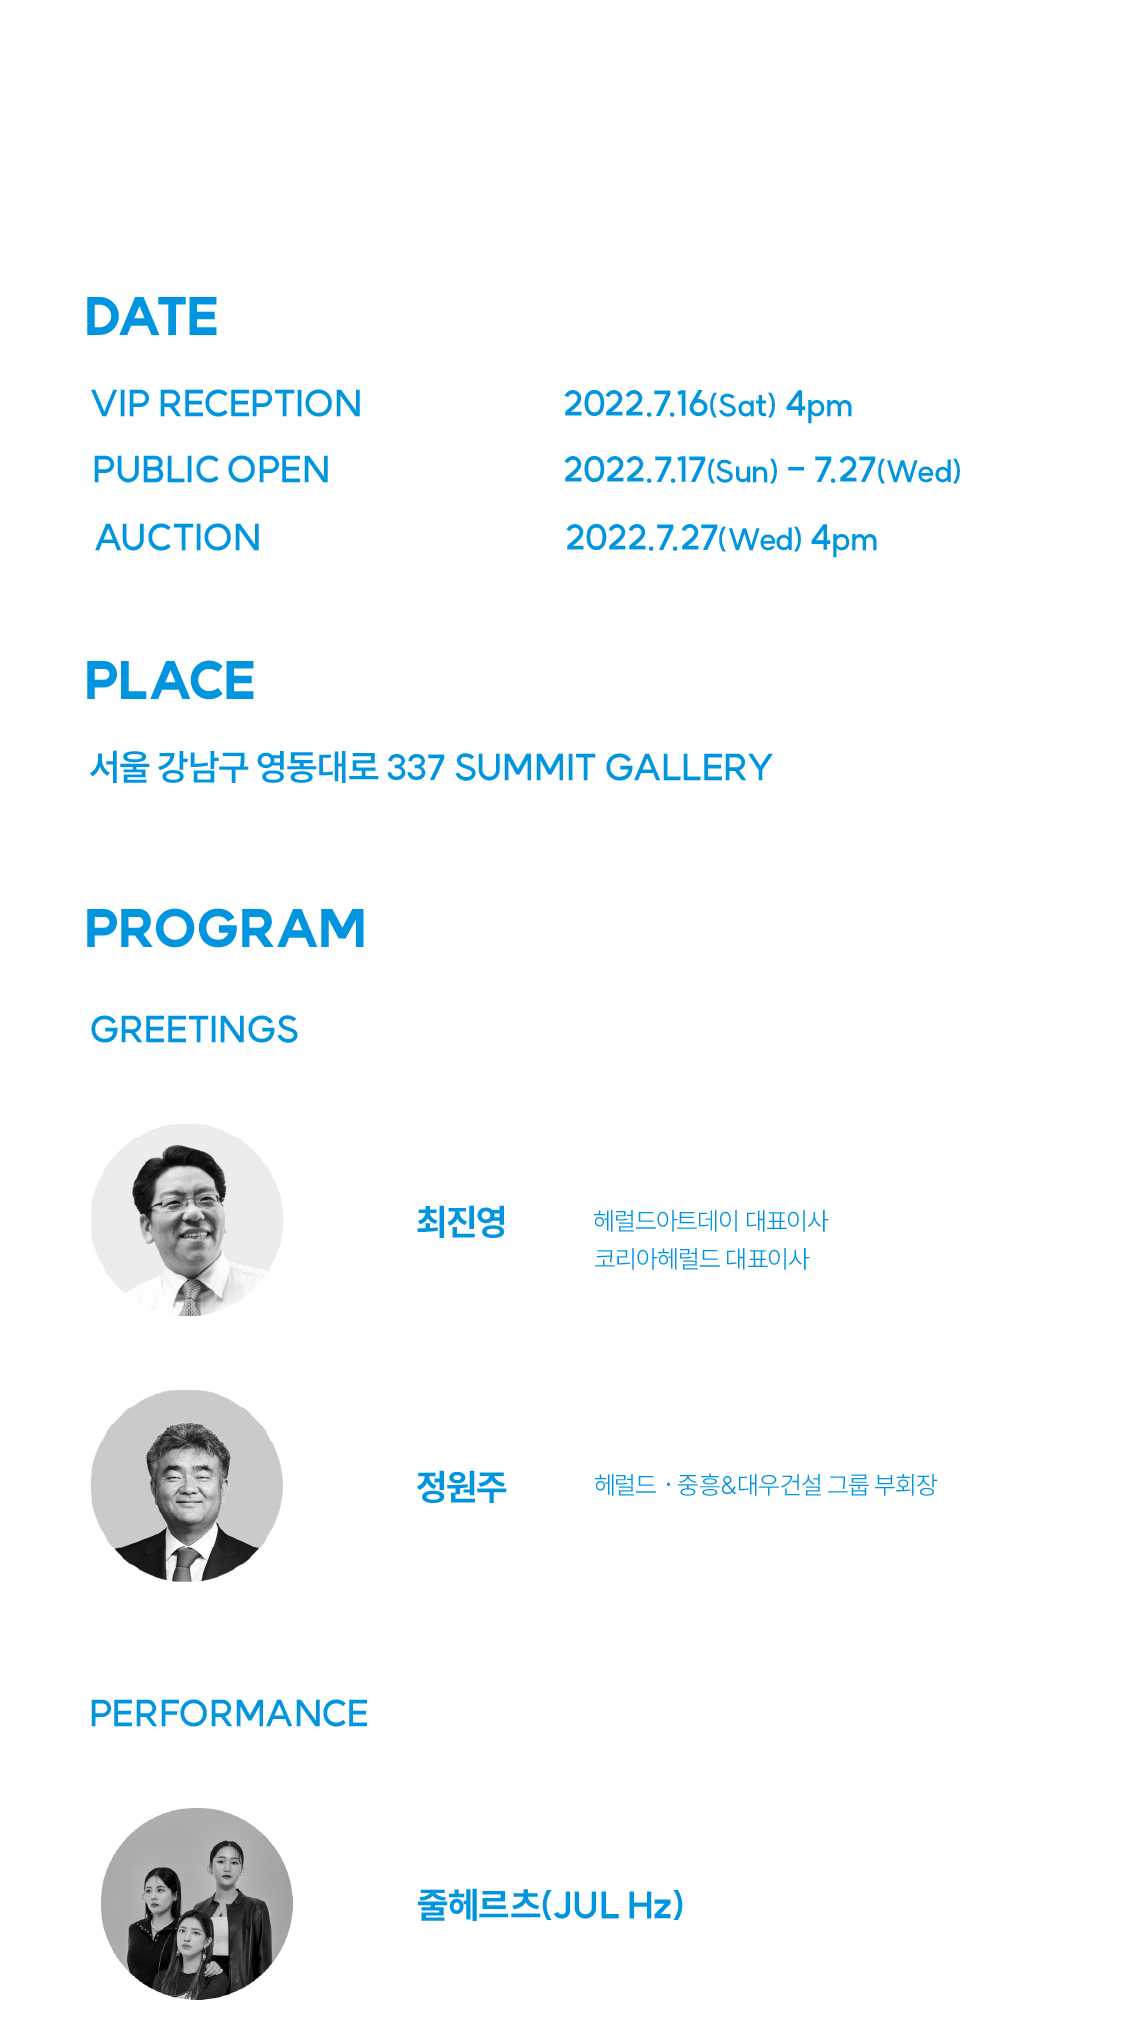 DATE
VIP RECEPTION 2022.7.16(Sat) 4pm
PUBLIC OPEN 2022.7.17(Sun) – 7.27(Wed)
AUCTION 2022.7.27(Wed) 4pm
PLACE
서울 강남구 영동대로 337 SUMMIT GALLERY
PROGRAM
GREETINGS
최진영 헤럴드아트데이 대표이사
코리아헤럴드 대표이사
정원주 헤럴드 · 중흥&대우건설 그룹 부회장
PERFORMANCE
줄헤르츠(JUL Hz)